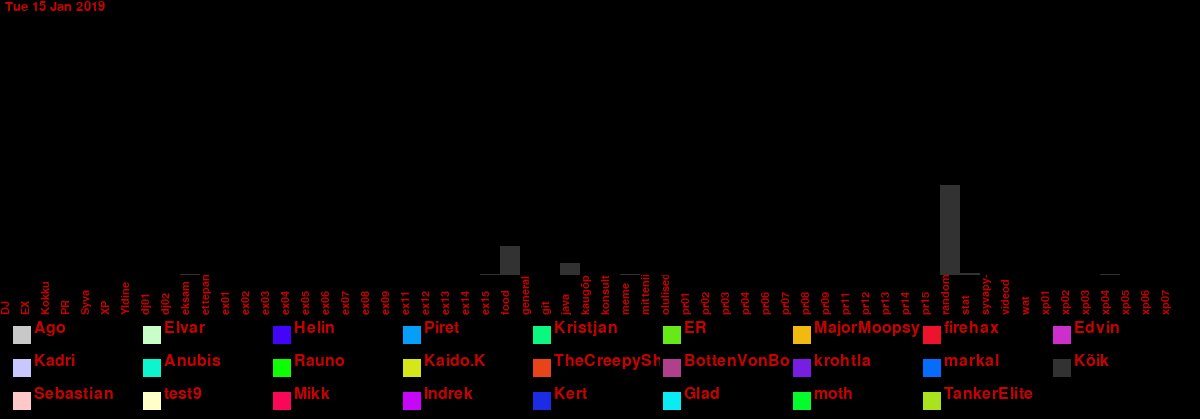 Tue 15 Jan 2019
DJ EX Kokku PR Syva XP Yldine dj01 dj02 eksam ettepan ex01 ex02 ex03 ex04 ex05 ex06 ex07 ex08 ex09 ex11 ex12 ex13 ex14 ex15 food general git java kaugõp konsult meme mittenii olulised pr01 pr02 pr03 pr04 pr06 pr07 pr08 pr09 pr11 pr12 pr13 pr14 pr15 random stat syvapy- videod wat xp01 xp02 xp03 xp04 xp05 xp06 xp07
Ago Elvar Helin Piret Kristjan ER MajorMoopsy firehax Edvin
Kadri Anubis Rauno Kaido.K TheCreepySh BottenVonBo krohtla markal Kõik
Sebastian test9 Mikk Indrek Kert Glad moth TankerElite